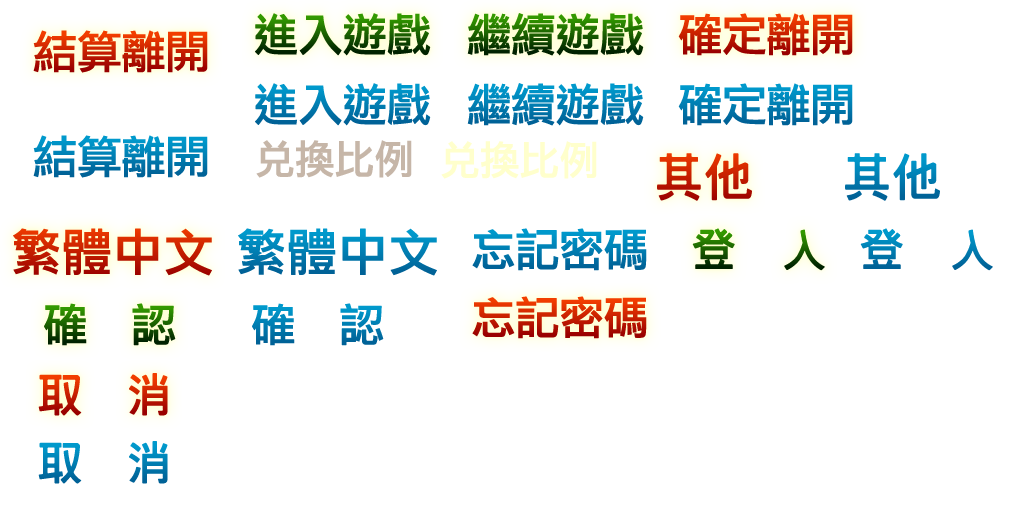 結算離開
進入遊戲 繼續遊戲 確定離開
進入遊戲 繼續遊戲 確定離開
結算離開 兑換比例 兑換比例
其他 其他
繁體中文 繁體中文 忘記密碼 登 入 登 入
確 認 確 認 忘記密碼
取 消
取 消